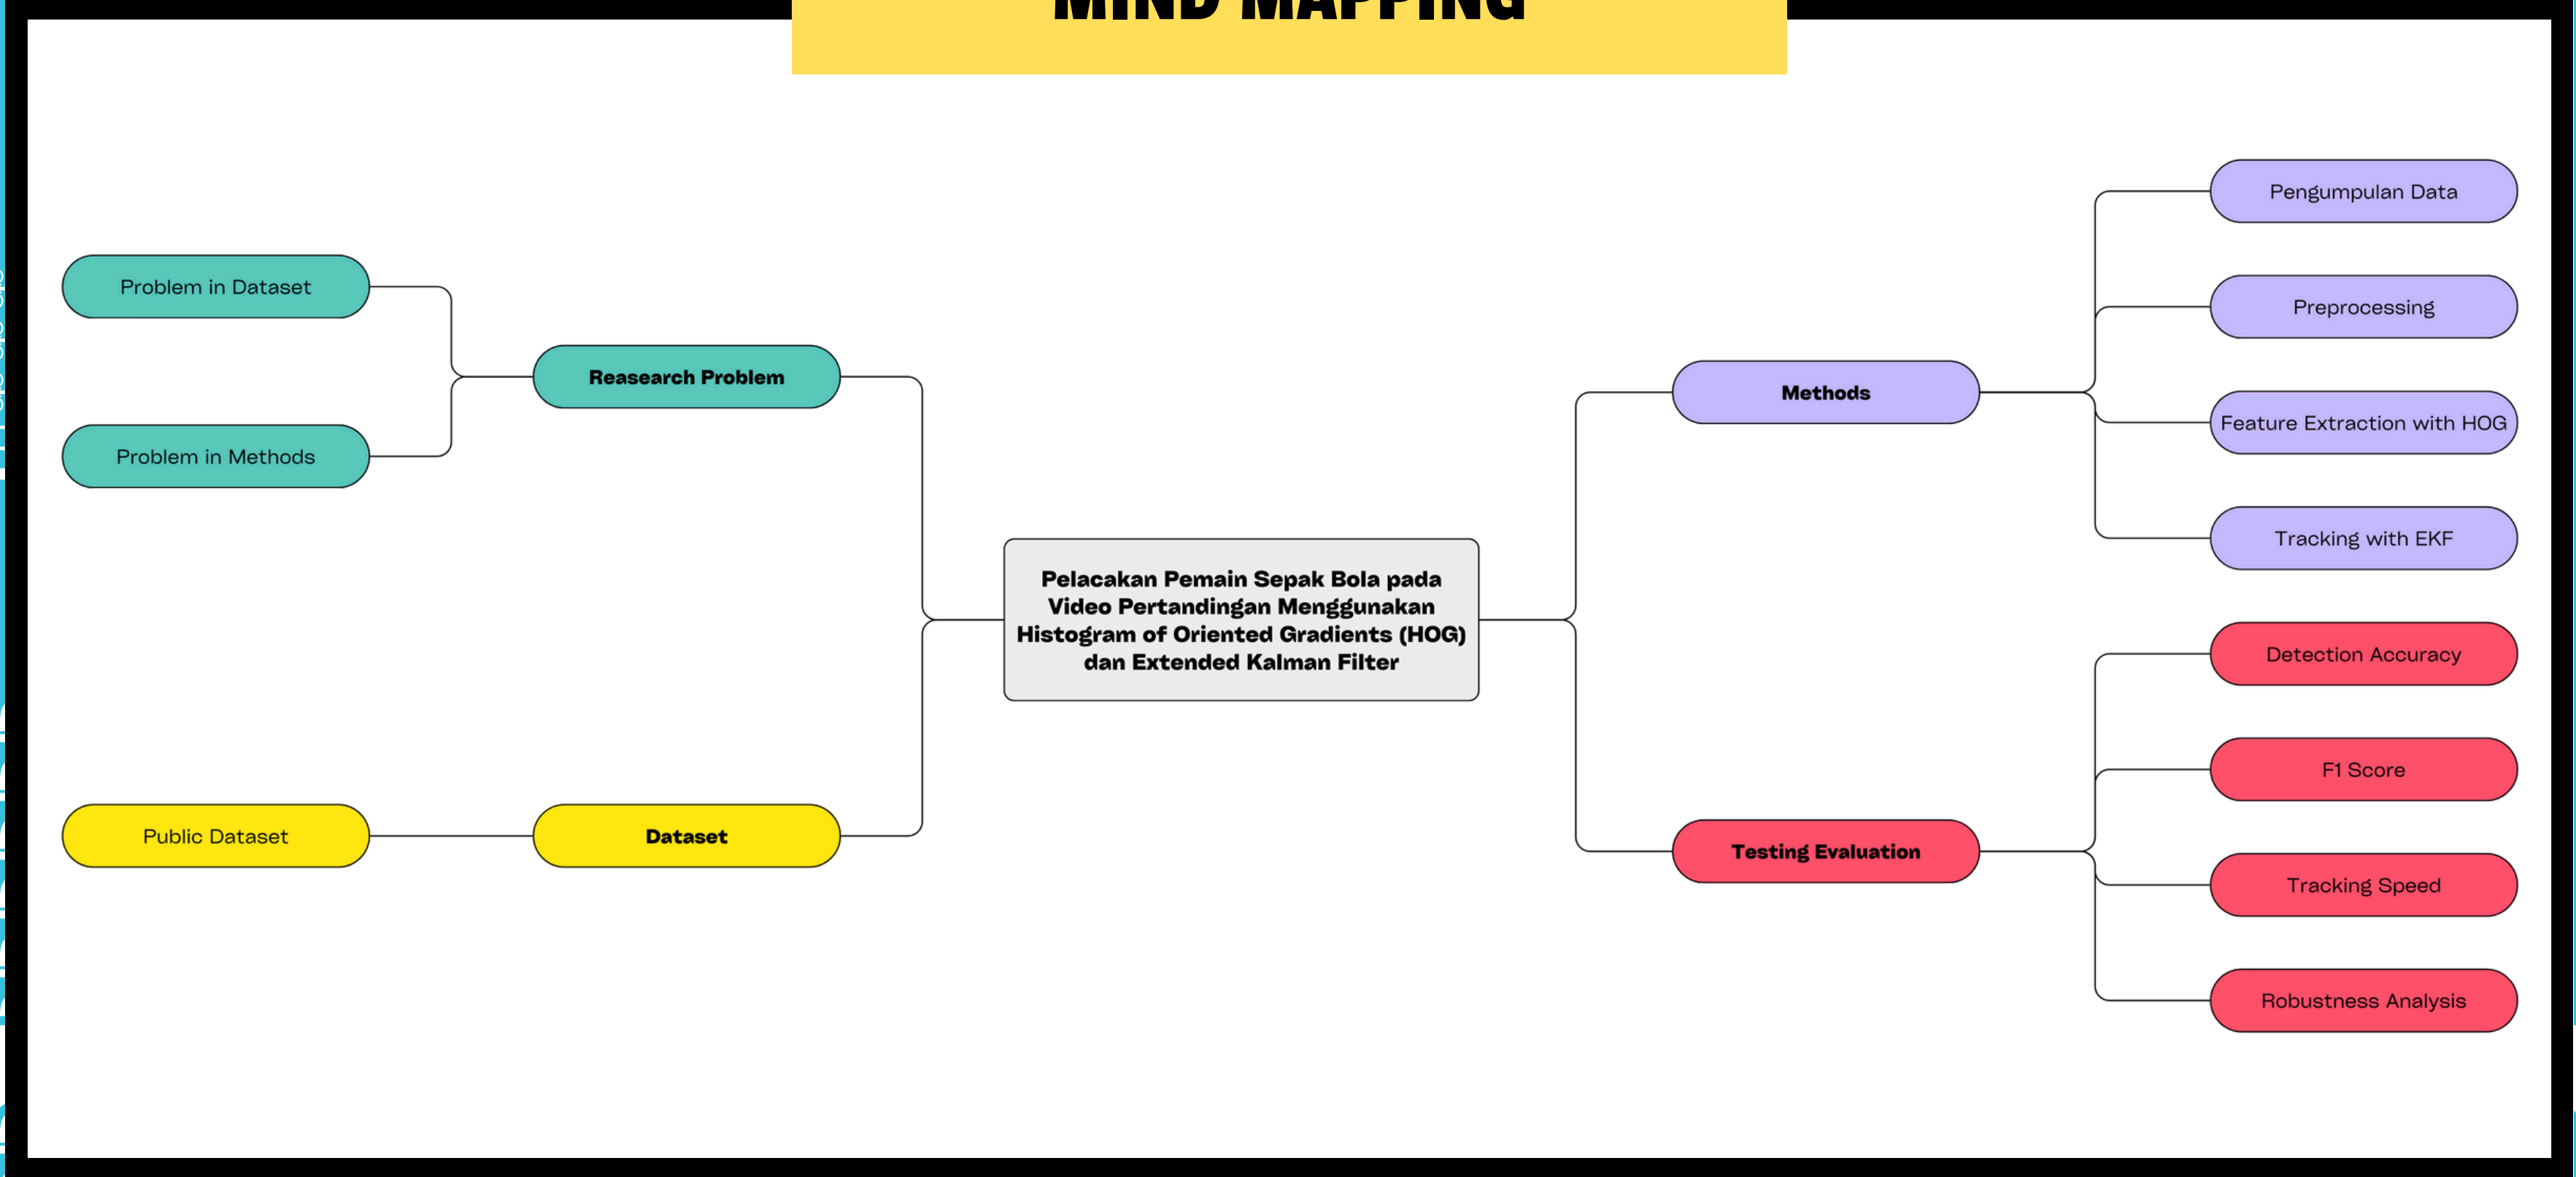 MIND MAPPING
Problem in Dataset
Problem in Methods
Reasearch Problem
Public Dataset
Dataset
Pelacakan Pemain Sepak Bola pada
Video Pertandingan Menggunakan
Histogram of Oriented Gradients (HOG)
dan Extended Kalman Filter
Methods
Pengumpulan Data
Preprocessing
Feature Extraction with HOG
Tracking with EKF
Testing Evaluation
Detection Accuracy
F1 Score
Tracking Speed
Robustness Analysis